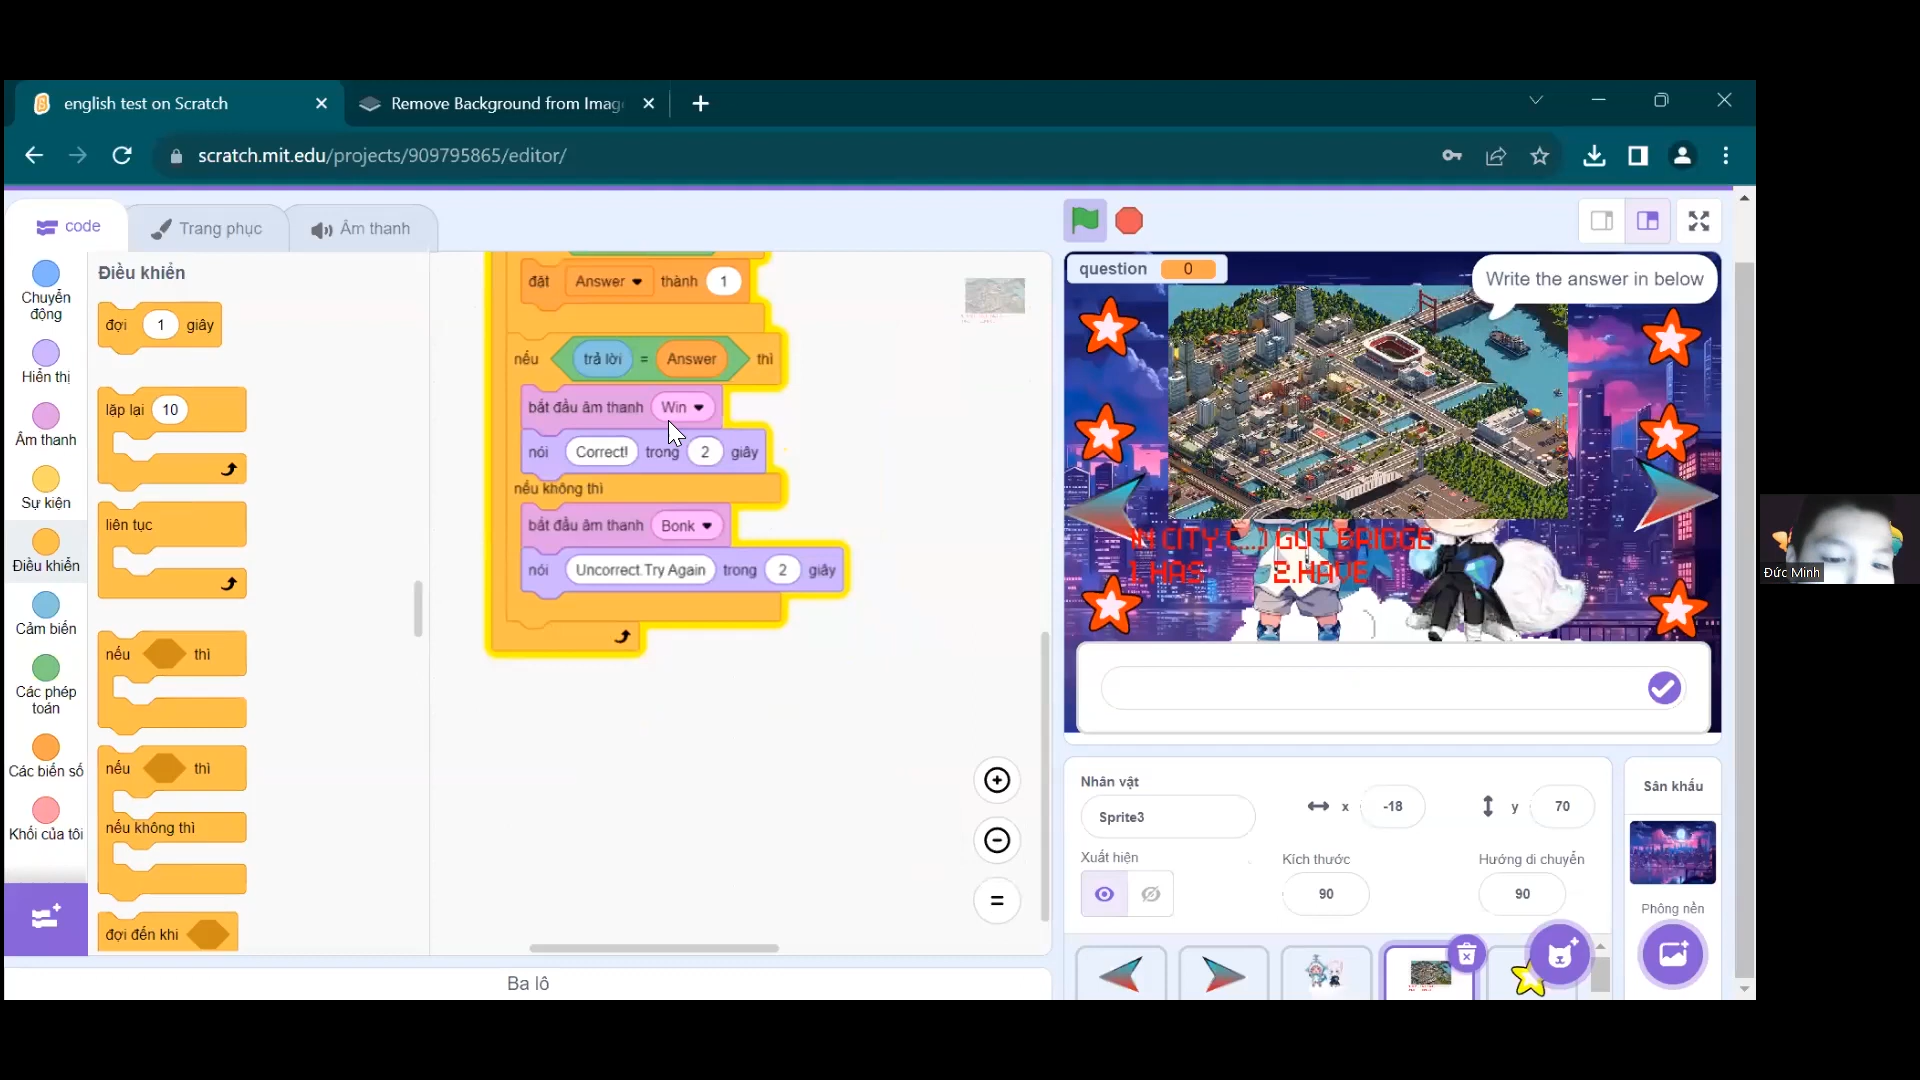 english test on Scratch
Remove Background from Imag
scratch.mit.edu/projects/909795865/editor/
code
Trang phục
Âm thanh
Điều khiển
Chuyển động
Hiển thị
Âm thanh
Sự kiện
Điều khiển
Cảm biến
Các phép toán
Các biến số
Khối của tôi
đợi 1 giây
lặp lại 10
liên tục
nếu thì
nếu thì
nếu không thì
đợi đến khi
đặt Answer thành 1
nếu trả lời = Answer thì
bắt đầu âm thanh Win
nói Correct! trong 2 giây
nếu không thì
bắt đầu âm thanh Bonk
nói Uncorrect.Try Again trong 2 giây
Ba lô
question 0
Write the answer in below
CITY (...) GOT BRIDGE
1.HAS 2.HAVE
Nhân vật
Sprite3
x -18
y 70
Xuất hiện
Kích thước
90
Hướng di chuyển
90
Sân khấu
Phông nền
Đức Minh